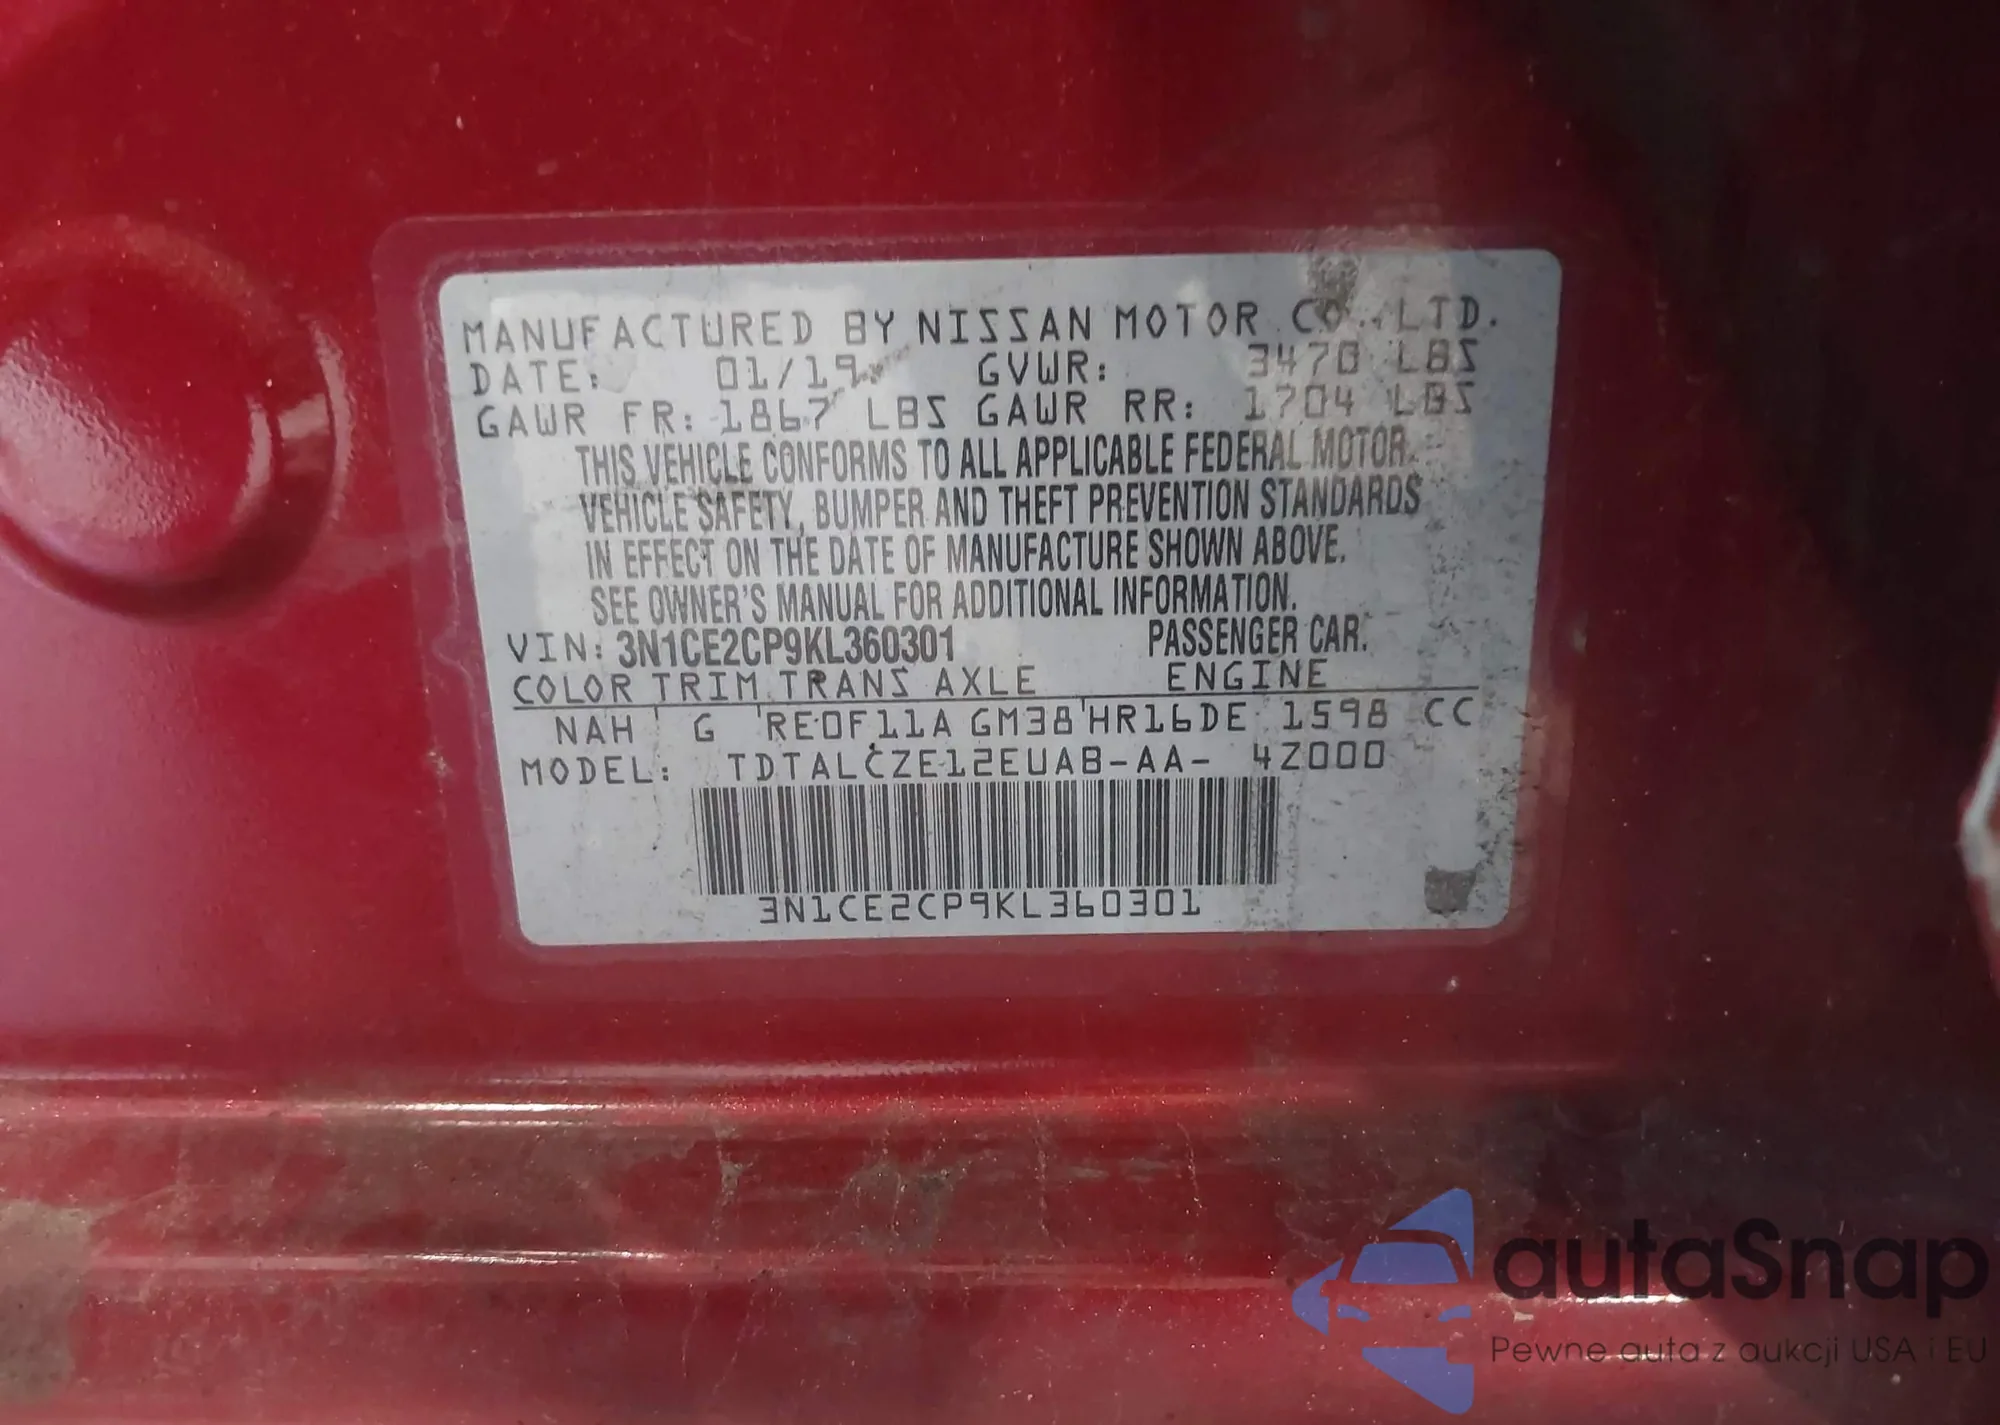 MANUFACTURED BY NISSAN MOTOR CO., LTD.
DATE: 01/19 GVWR: 3470 LBS
GAWR FR: 1867 LBS GAWR RR: 1704 LBS
THIS VEHICLE CONFORMS TO ALL APPLICABLE FEDERAL MOTOR
VEHICLE SAFETY, BUMPER AND THEFT PREVENTION STANDARDS
IN EFFECT ON THE DATE OF MANUFACTURE SHOWN ABOVE.
SEE OWNER'S MANUAL FOR ADDITIONAL INFORMATION.
VIN: 3N1CE2CP9KL360301 PASSENGER CAR.
COLOR TRIM TRANS AXLE ENGINE
NAH G RE0F11A GM38 HR16DE 1598 CC
MODEL: TDTALCZE12EUAB-AA- 4Z000
3N1CE2CP9KL360301
autaSnap
Pewne auta z aukcji USA i EU